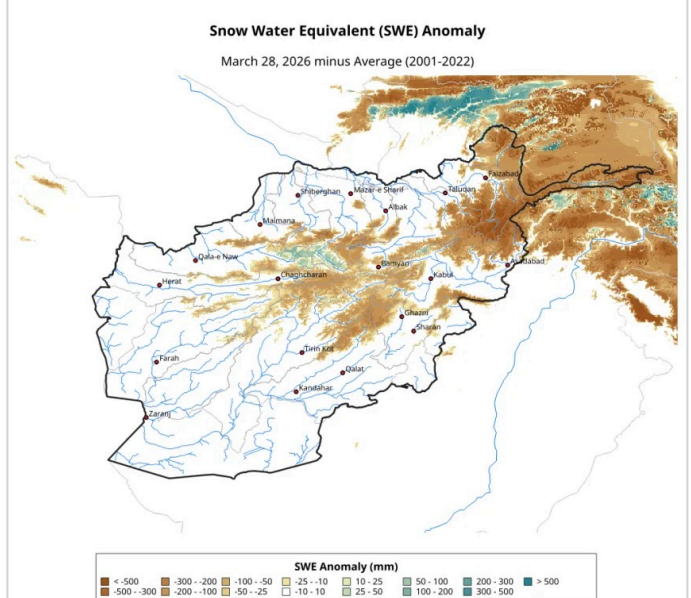 Snow Water Equivalent (SWE) Anomaly
March 28, 2026 minus Average (2001-2022)
Faizabad
Shiberghan
Mazar-e Sharif
Taluqan
Aibak
Maimana
Qala-e Naw
Bamyan
Asadabad
Chaghcharan
Kabul
Herat
Ghazni
Sharan
Tirin Kot
Farah
Qalat
Kandahar
Zaranj
SWE Anomaly (mm)
< -500 -300 - -200 -100 - -50 -25 - -10 10 - 25 50 - 100 200 - 300 > 500
-500 - -300 -200 - -100 -50 - -25 -10 - 10 25 - 50 100 - 200 300 - 500